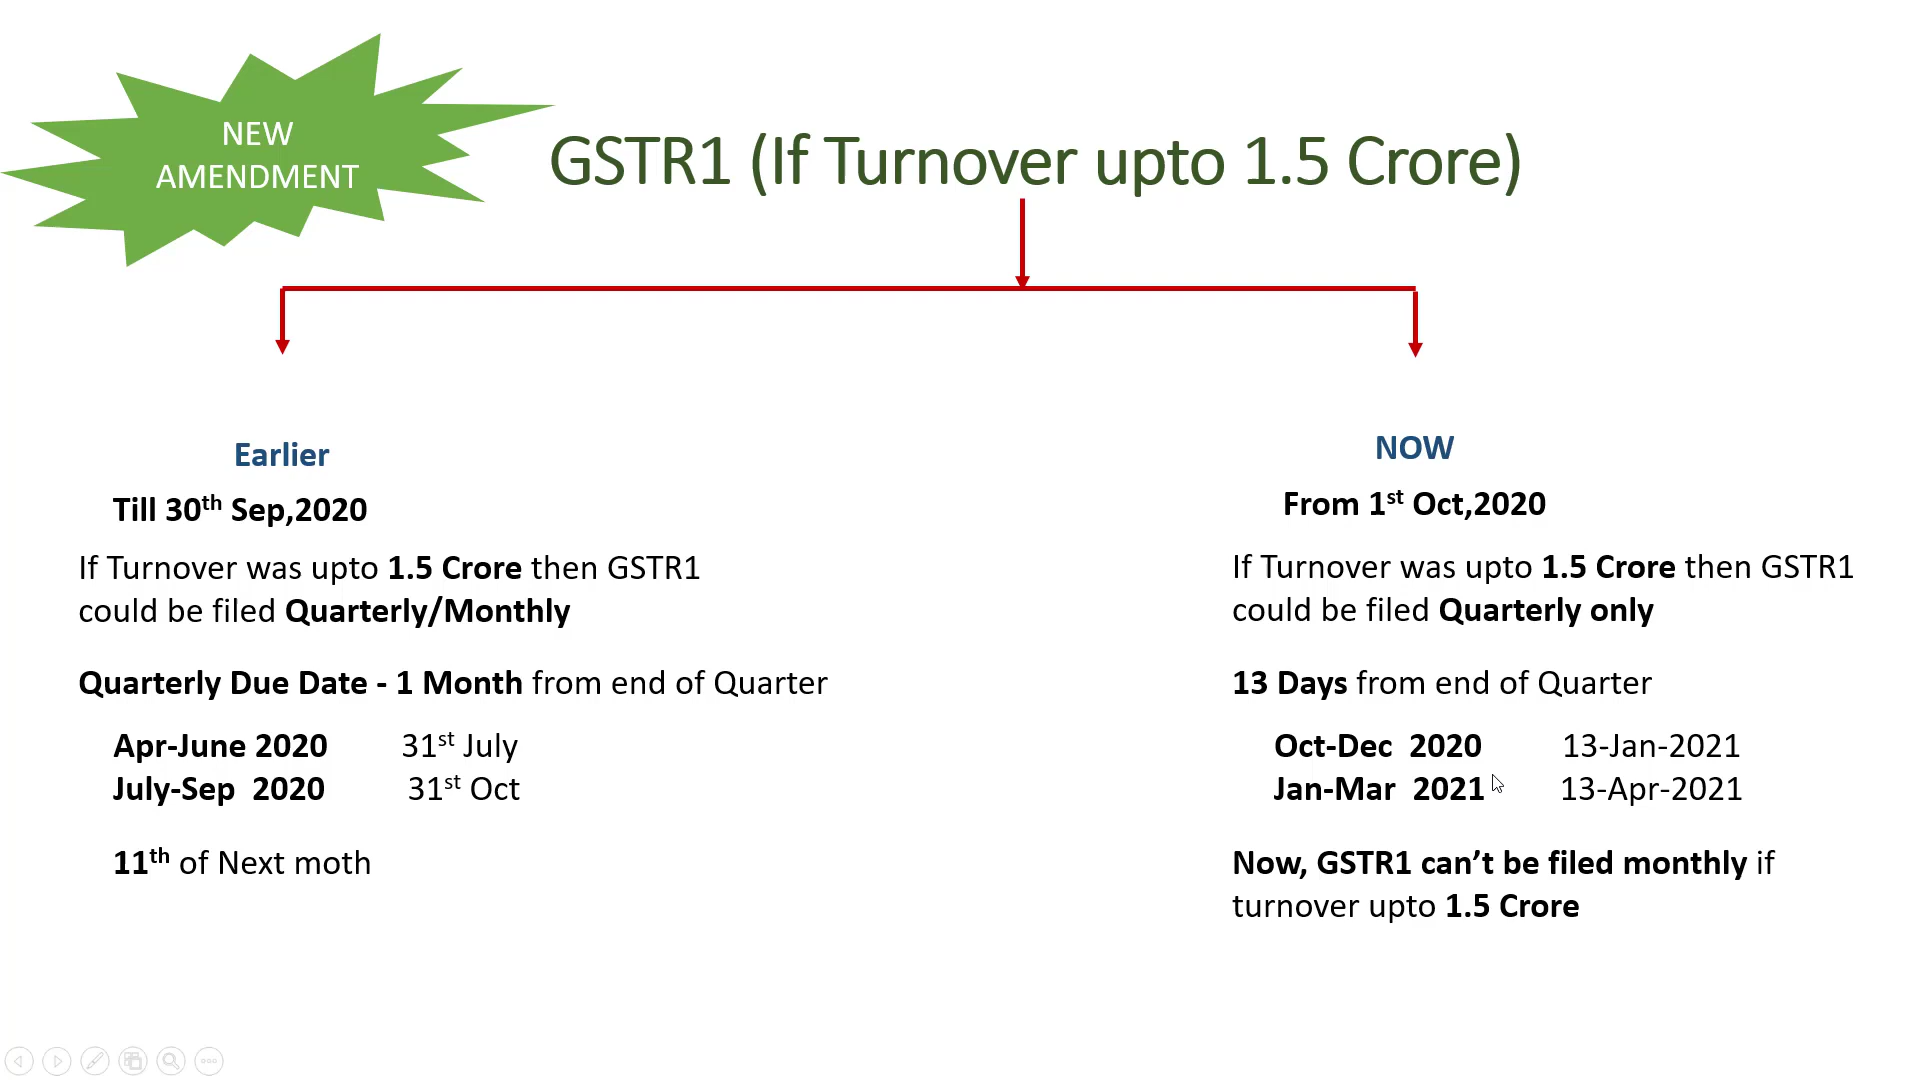 NEW
AMENDMENT
GSTR1 (If Turnover upto 1.5 Crore)
Earlier
Till 30th Sep,2020
If Turnover was upto 1.5 Crore then GSTR1
could be filed Quarterly/Monthly
Quarterly Due Date - 1 Month from end of Quarter
Apr-June 2020 31st July
July-Sep 2020 31st Oct
11th of Next moth
NOW
From 1st Oct,2020
If Turnover was upto 1.5 Crore then GSTR1
could be filed Quarterly only
13 Days from end of Quarter
Oct-Dec 2020 13-Jan-2021
Jan-Mar 2021 13-Apr-2021
Now, GSTR1 can’t be filed monthly if
turnover upto 1.5 Crore